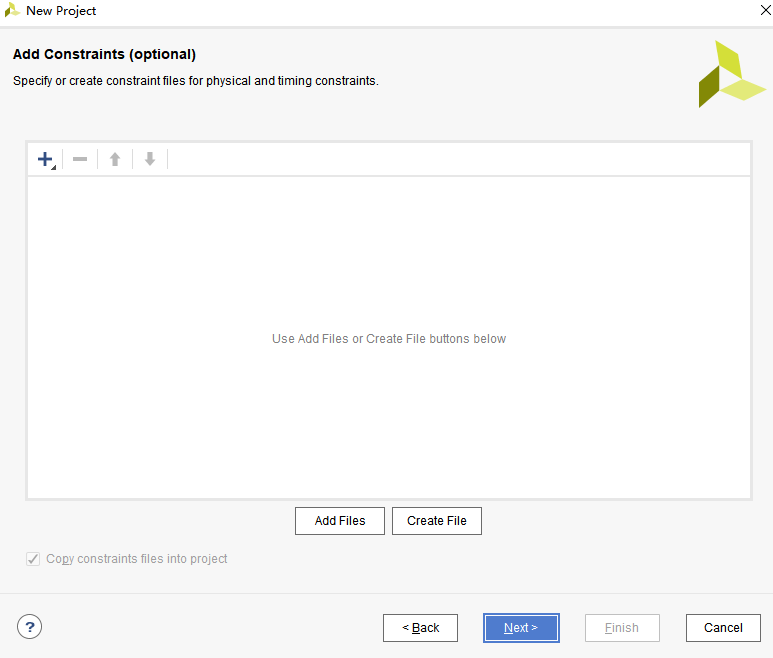 New Project
Add Constraints (optional)
Specify or create constraint files for physical and timing constraints.
Use Add Files or Create File buttons below
Add Files
Create File
Copy constraints files into project
?
< Back
Next >
Finish
Cancel